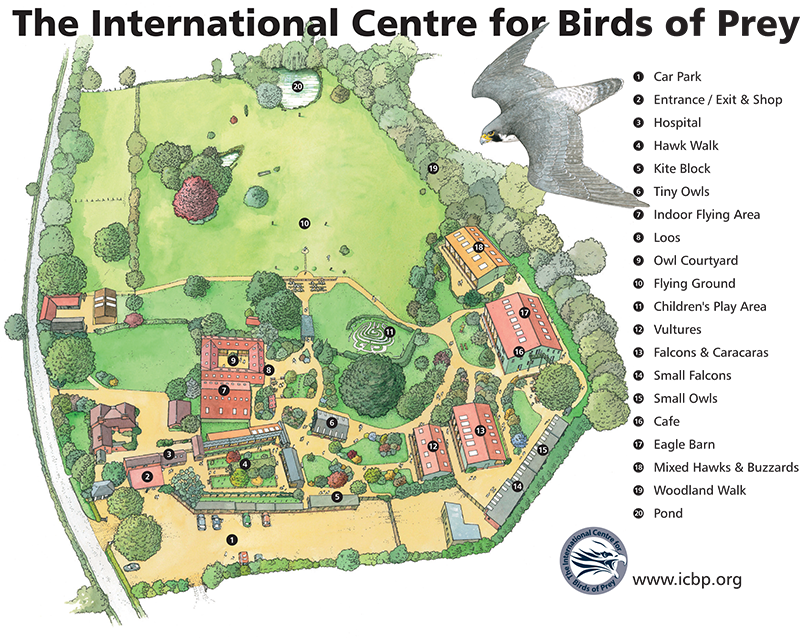 The International Centre for Birds of Prey
1 Car Park
2 Entrance / Exit & Shop
3 Hospital
4 Hawk Walk
5 Kite Block
6 Tiny Owls
7 Indoor Flying Area
8 Loos
9 Owl Courtyard
10 Flying Ground
11 Children's Play Area
12 Vultures
13 Falcons & Caracaras
14 Small Falcons
15 Small Owls
16 Cafe
17 Eagle Barn
18 Mixed Hawks & Buzzards
19 Woodland Walk
20 Pond
20
19
10
18
17
11
16
9
8
7
6
13
12
15
3
4
2
14
5
1
The International Centre for
Birds of Prey
www.icbp.org